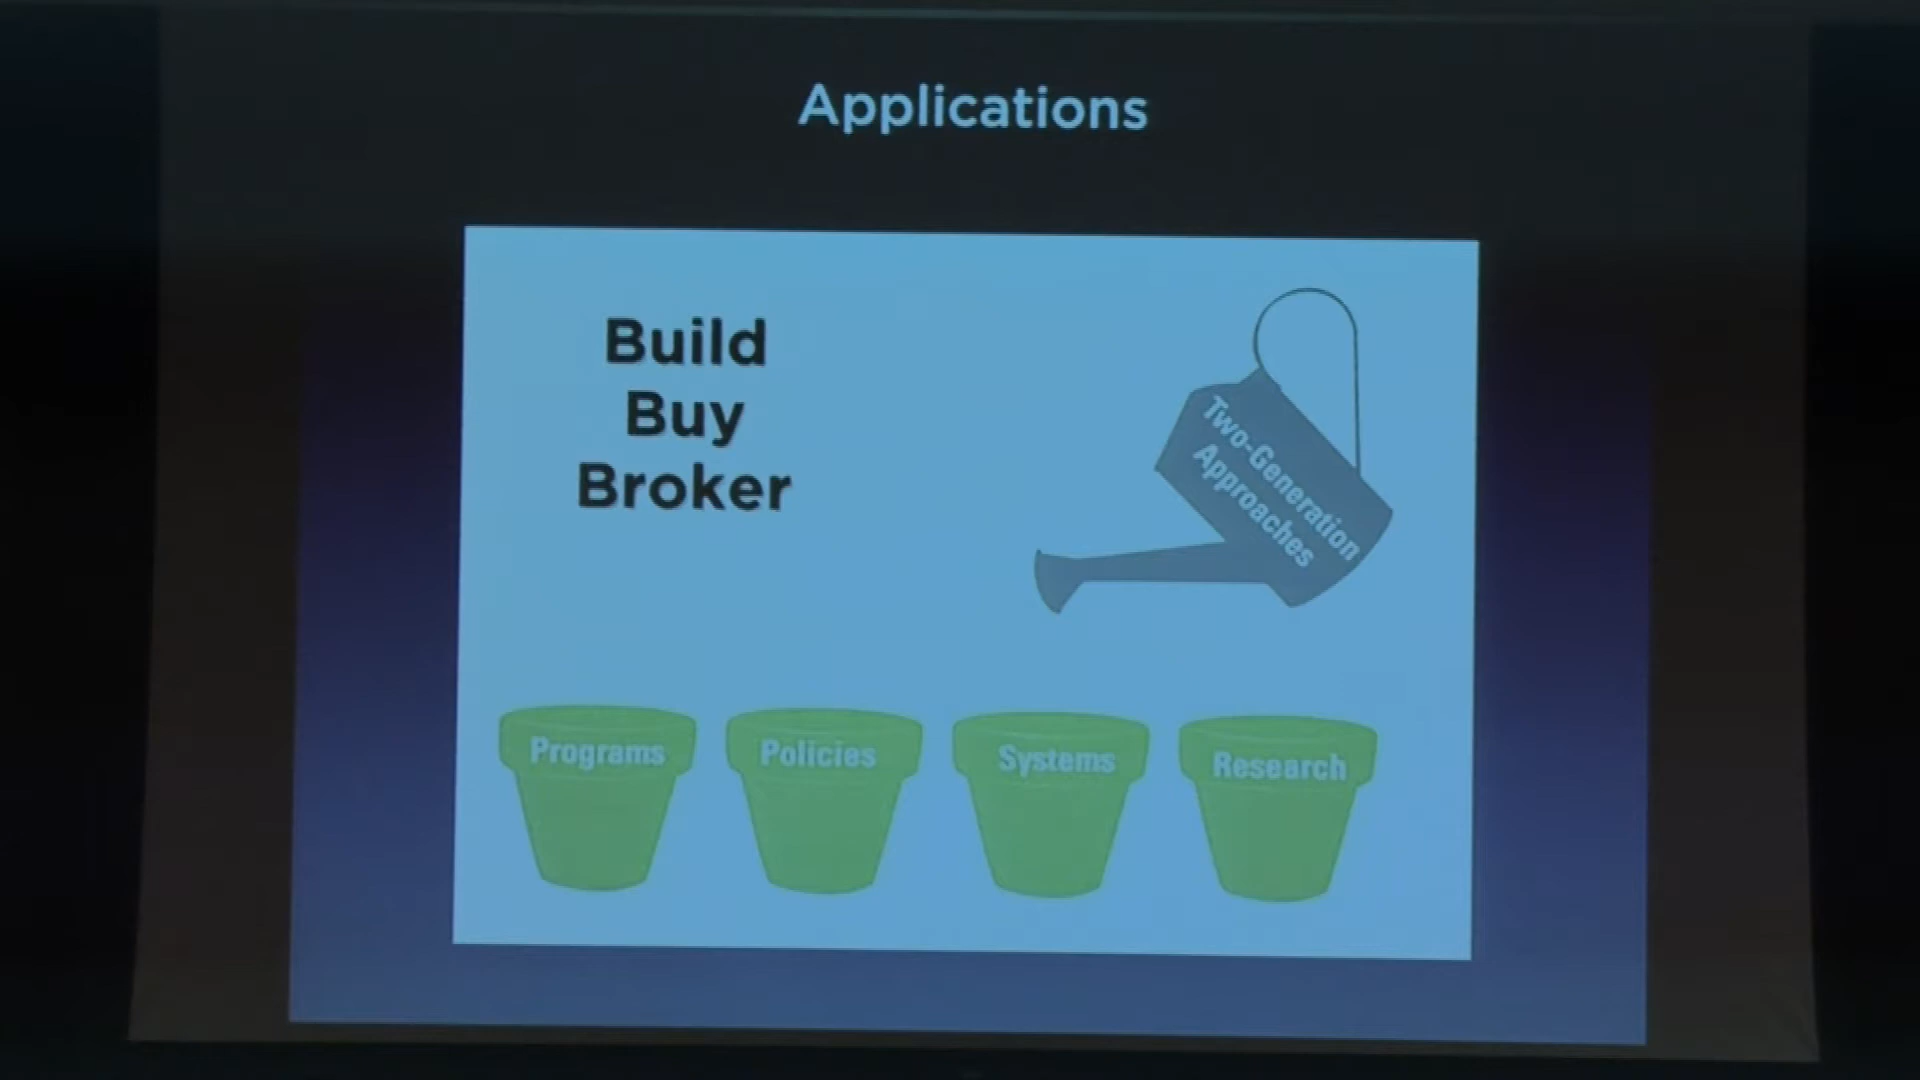 Applications
Build
Buy
Broker
Two-Generation
Approaches
Programs
Policies
Systems
Research